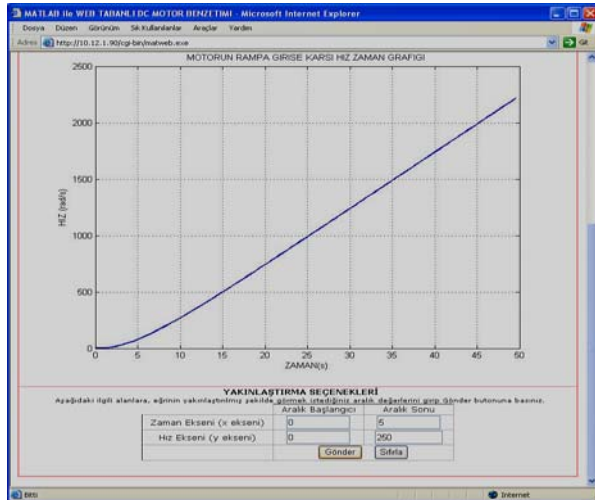 MATLAB ile WEB TABANLI DC MOTOR BENZETIMI - Microsoft Internet Explorer
Dosya Düzen Görünüm Sık Kullanılanlar Araçlar Yardım
Adres http://10.12.1.90/cgi-bin/matweb.exe Git
MOTORUN RAMPA GIRISE KARSI HIZ ZAMAN GRAFIGI
2500
2000
1500
1000
500
0
HIZ (rad/s)
0 5 10 15 20 25 30 35 40 45 50
ZAMAN(s)
YAKINLAŞTIRMA SEÇENEKLERİ
Aşağıdaki ilgili alanlara, eğrinin yakınlaştırılmış şekilde görmek istediğiniz aralık değerlerini girip Gönder butonuna basınız.
Aralık Başlangıcı Aralık Sonu
Zaman Ekseni (x ekseni) 0 5
Hız Ekseni (y ekseni) 0 250
Gönder Sıfırla
Bitti Internet